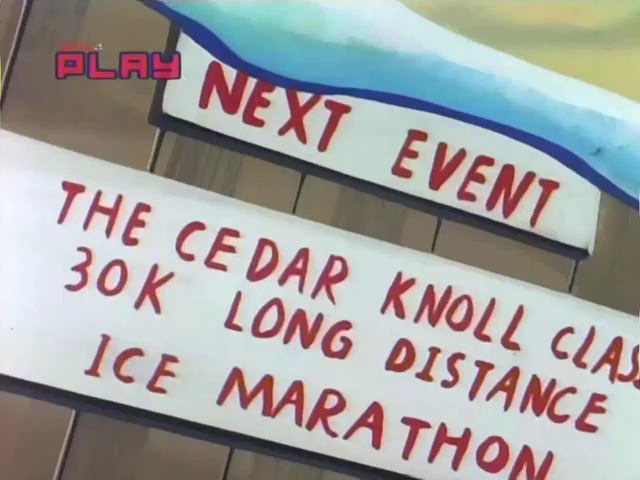 PLAY
NEXT EVENT
THE CEDAR KNOLL CLAS
30K LONG DISTANCE
ICE MARATHON